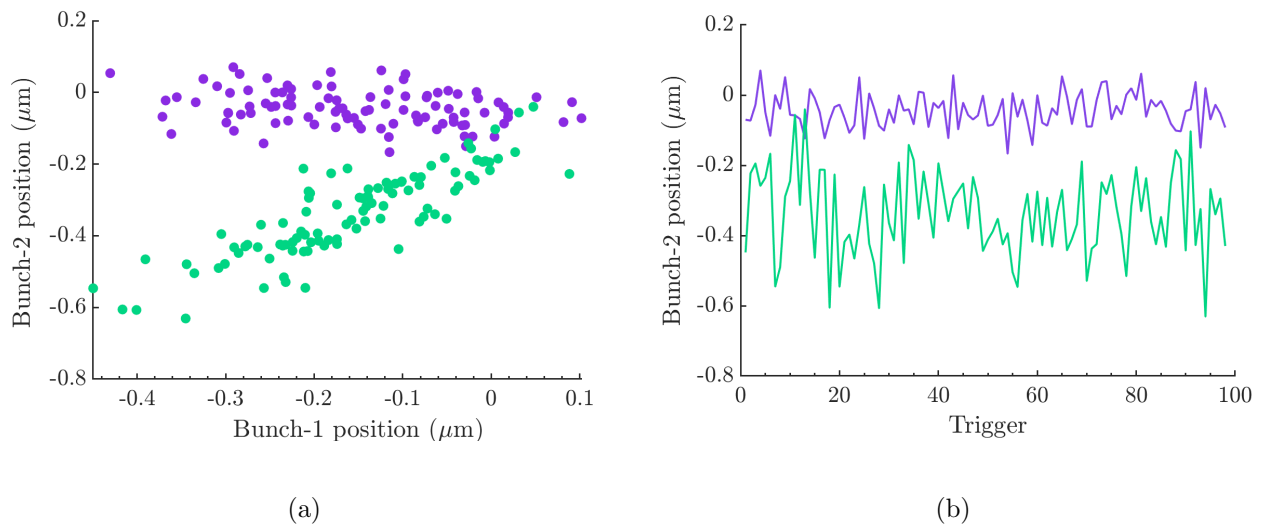 0.2
0
-0.2
-0.4
-0.6
-0.8
Bunch-2 position (μm)
-0.4 -0.3 -0.2 -0.1 0 0.1
Bunch-1 position (μm)
(a)
0.2
0
-0.2
-0.4
-0.6
-0.8
Bunch-2 position (μm)
0 20 40 60 80 100
Trigger
(b)